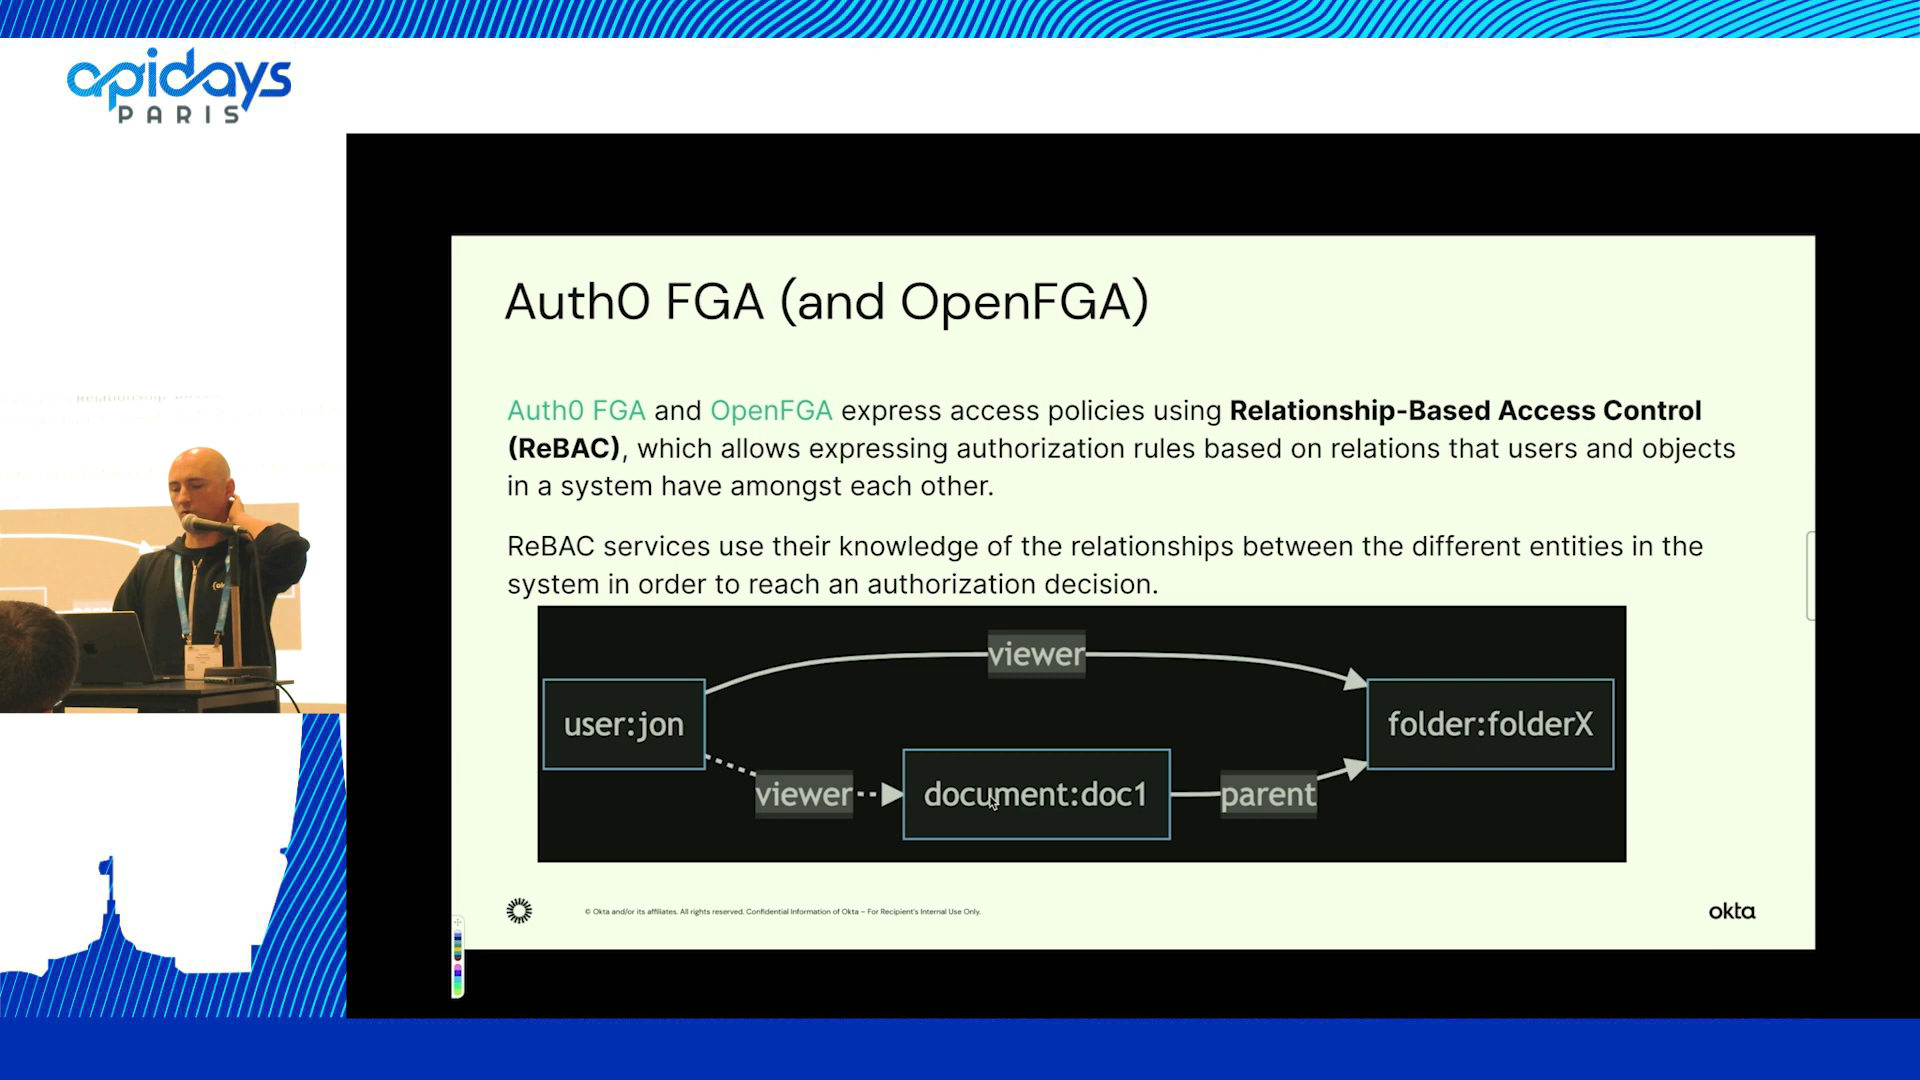 apidays
PARIS
Auth0 FGA (and OpenFGA)
Auth0 FGA and OpenFGA express access policies using Relationship-Based Access Control
(ReBAC), which allows expressing authorization rules based on relations that users and objects
in a system have amongst each other.
ReBAC services use their knowledge of the relationships between the different entities in the
system in order to reach an authorization decision.
viewer
user:jon
folder:folderX
viewer
document:doc1
parent
© Okta and/or its affiliates. All rights reserved. Confidential Information of Okta – For Recipient's Internal Use Only.
okta